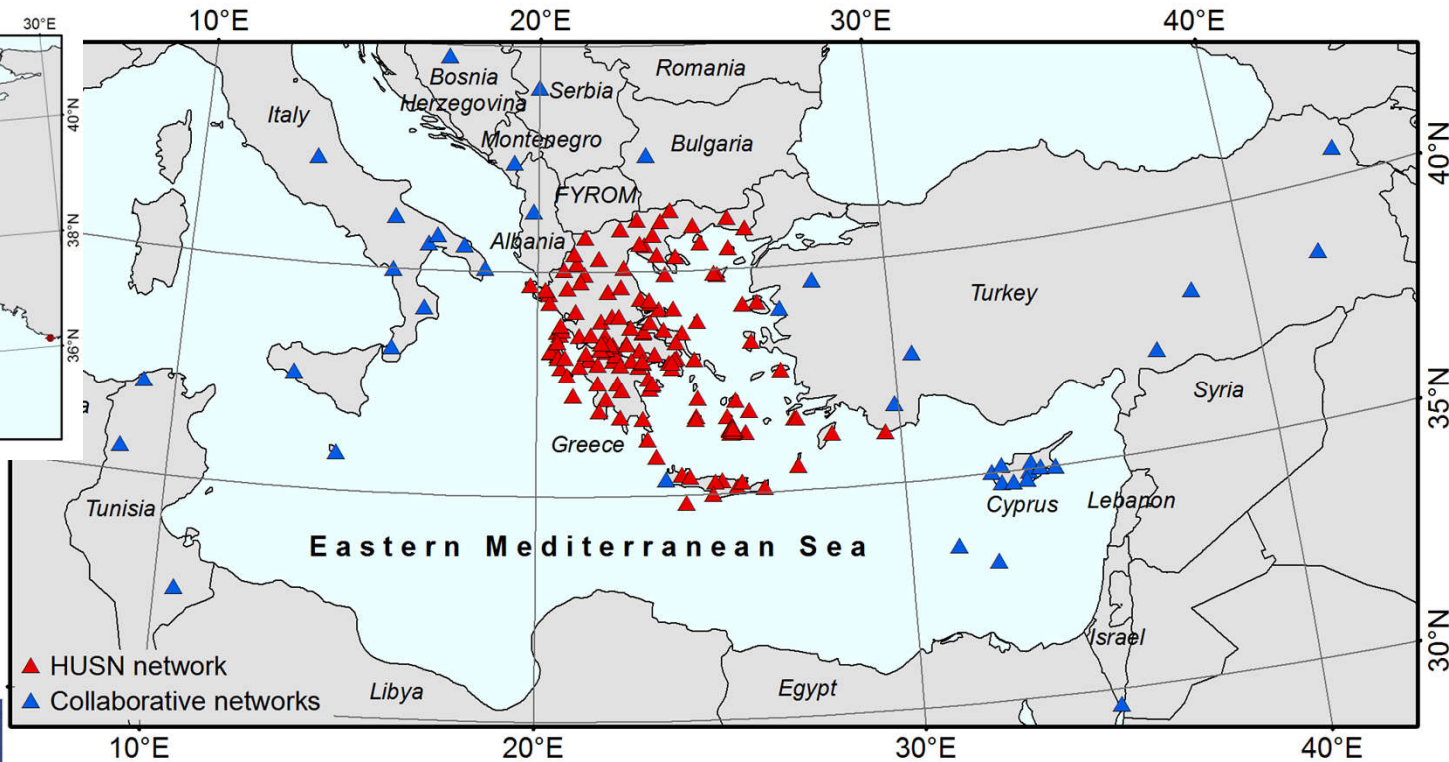 30°E
10°E
20°E
30°E
40°E
40°N
38°N
36°N
Romania
Bosnia
Herzegovina
Serbia
Italy
Montenegro
Bulgaria
40°N
FYROM
Albania
Turkey
Syria
35°N
a
Greece
Tunisia
Cyprus
Lebanon
Eastern Mediterranean Sea
Israel
30°N
HUSN network
Collaborative networks
Libya
Egypt
10°E
20°E
30°E
40°E